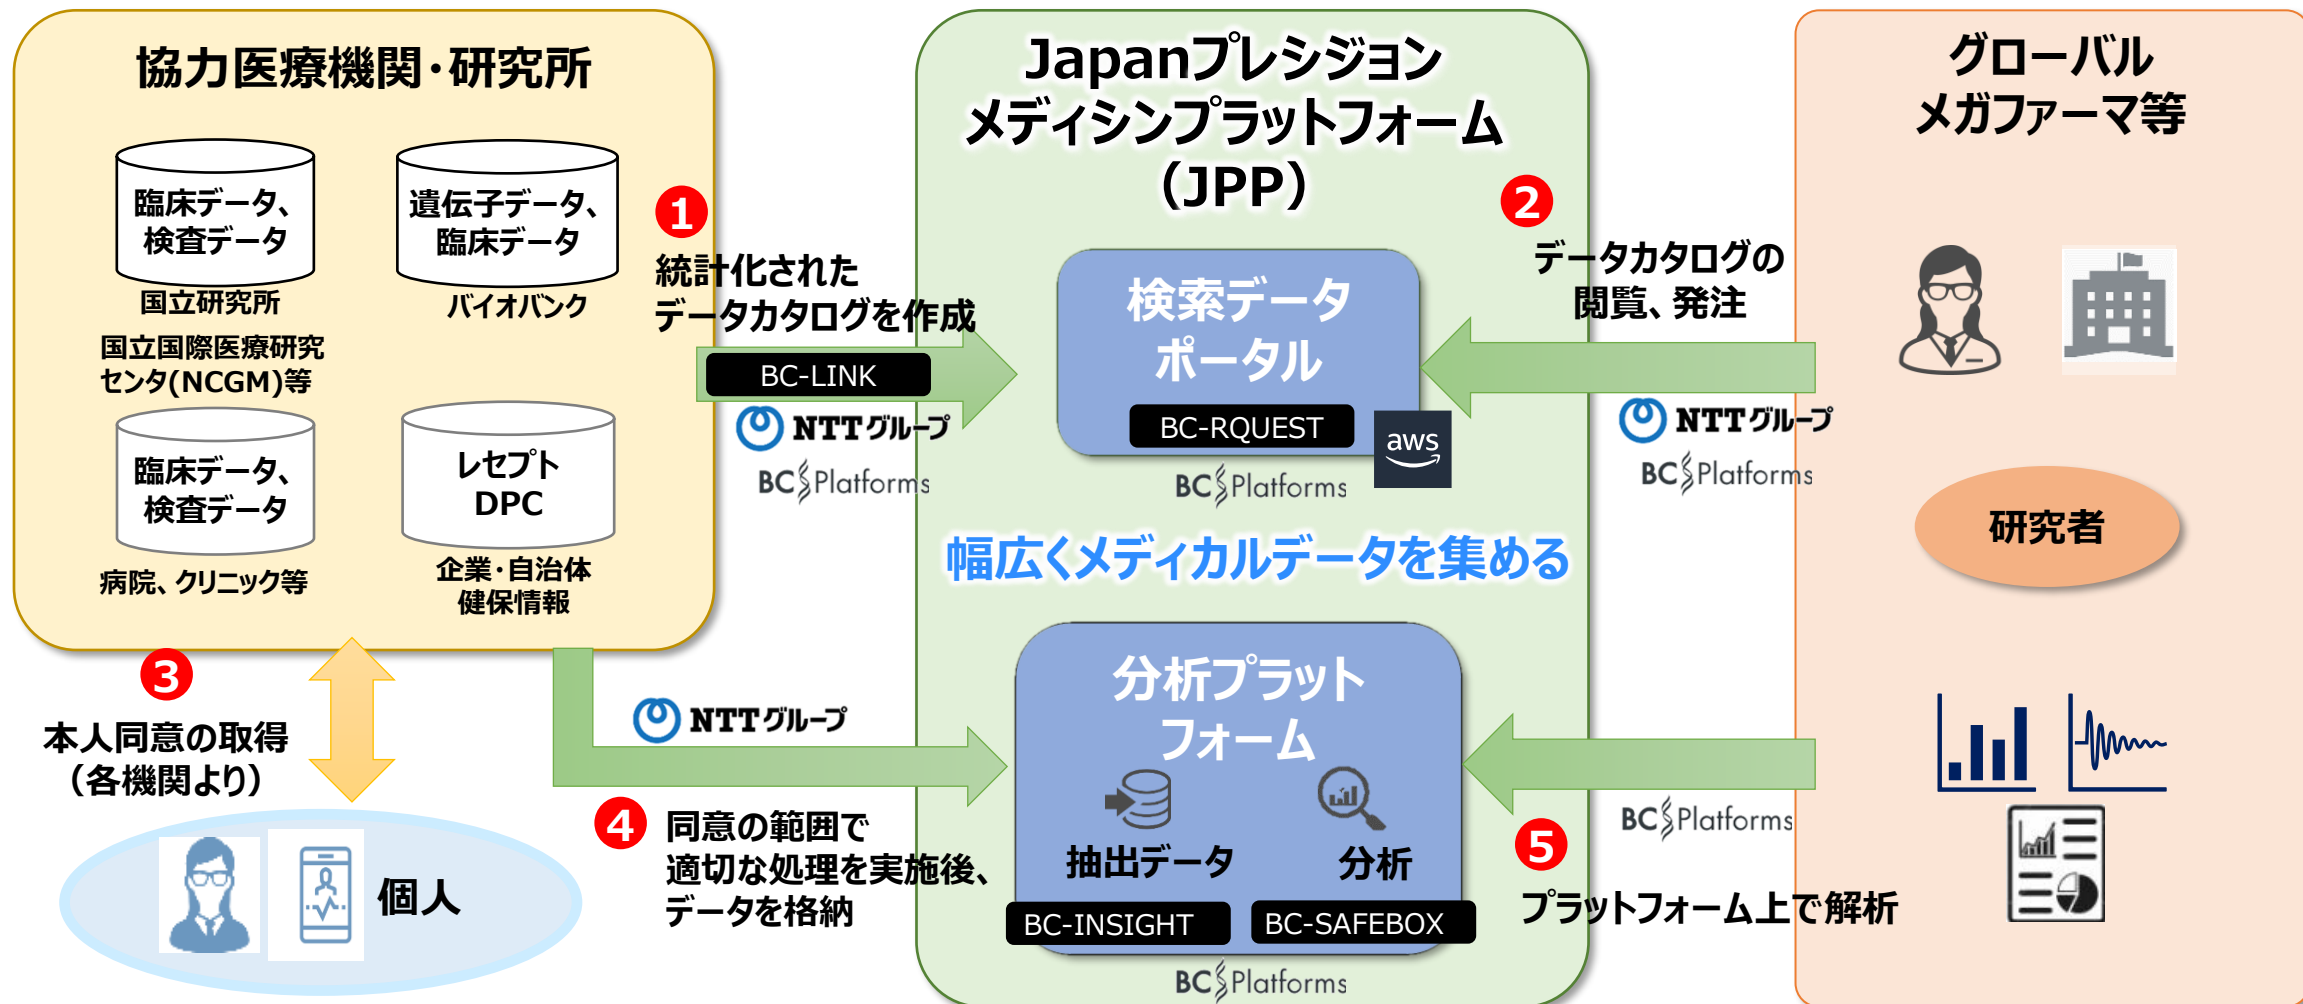 協力医療機関・研究所
臨床データ、
検査データ
国立研究所
国立国際医療研究
センタ(NCGM)等
遺伝子データ、
臨床データ
バイオバンク
臨床データ、
検査データ
病院、クリニック等
レセプト
DPC
企業・自治体
健保情報
1
統計化された
データカタログを作成
BC-LINK
NTTグループ
BC Platforms
Japanプレシジョン
メディシンプラットフォーム
(JPP)
検索データ
ポータル
BC-RQUEST
aws
BC Platforms
幅広くメディカルデータを集める
2
データカタログの
閲覧、発注
NTTグループ
BC Platforms
グローバル
メガファーマ等
研究者
3
本人同意の取得
(各機関より)
個人
NTTグループ
4
同意の範囲で
適切な処理を実施後、
データを格納
分析プラット
フォーム
抽出データ
分析
BC-INSIGHT
BC-SAFEBOX
BC Platforms
BC Platforms
5
プラットフォーム上で解析